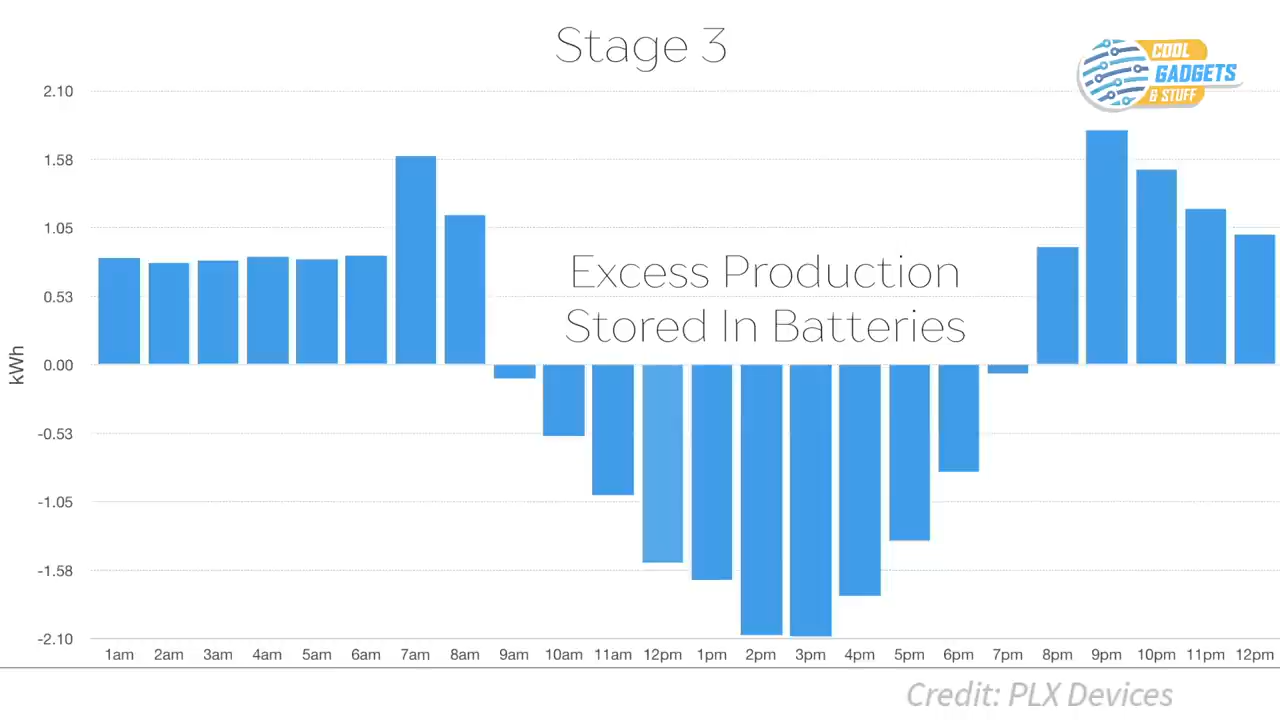 Stage 3
COOL
GADGETS
& STUFF
2.10
1.58
1.05
0.53
0.00
-0.53
-1.05
-1.58
-2.10
kWh
Excess Production
Stored In Batteries
1am 2am 3am 4am 5am 6am 7am 8am 9am 10am 11am 12pm 1pm 2pm 3pm 4pm 5pm 6pm 7pm 8pm 9pm 10pm 11pm 12pm
Credit: PLX Devices